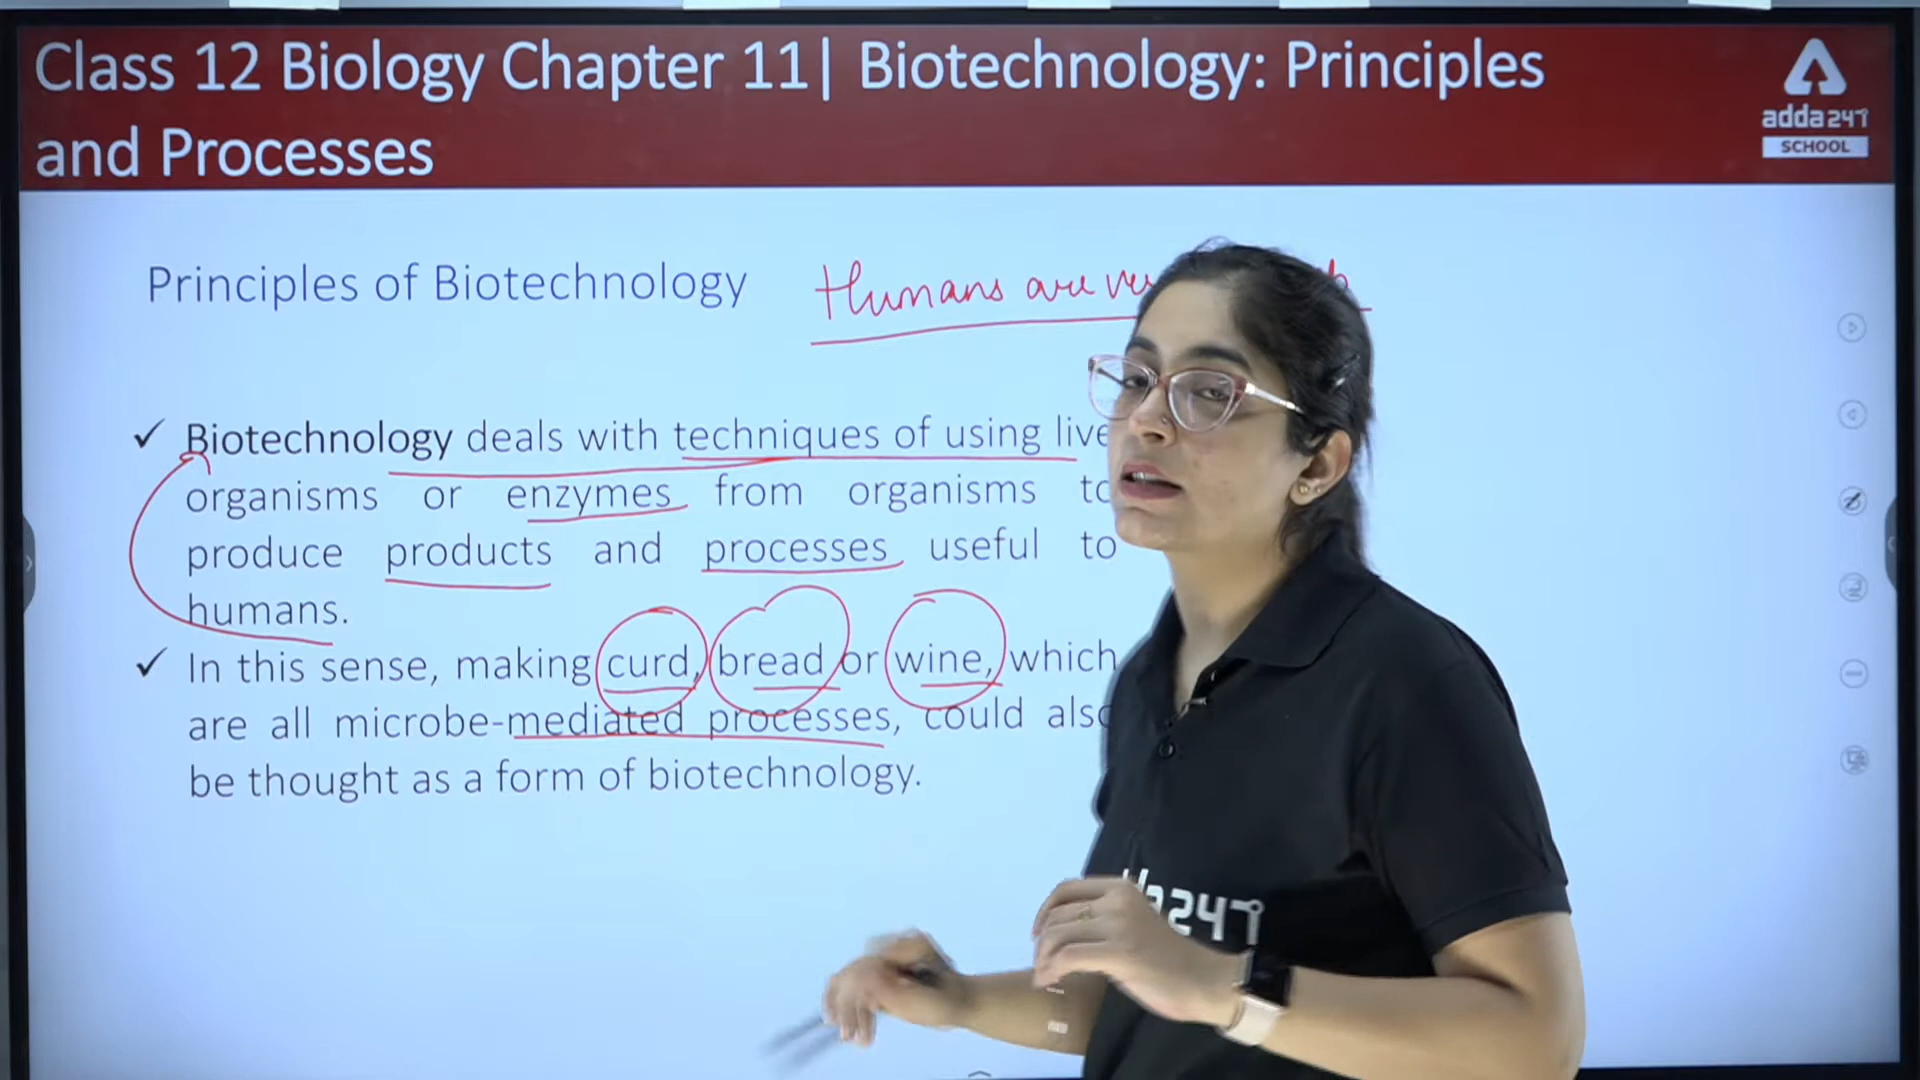 Class 12 Biology Chapter 11| Biotechnology: Principles
and Processes
adda247
SCHOOL
Principles of Biotechnology
Humans are
✓ Biotechnology deals with techniques of using live
organisms or enzymes from organisms to
produce products and processes useful to
humans.
✓ In this sense, making curd, bread or wine, which
are all microbe-mediated processes, could also
be thought as a form of biotechnology.
247